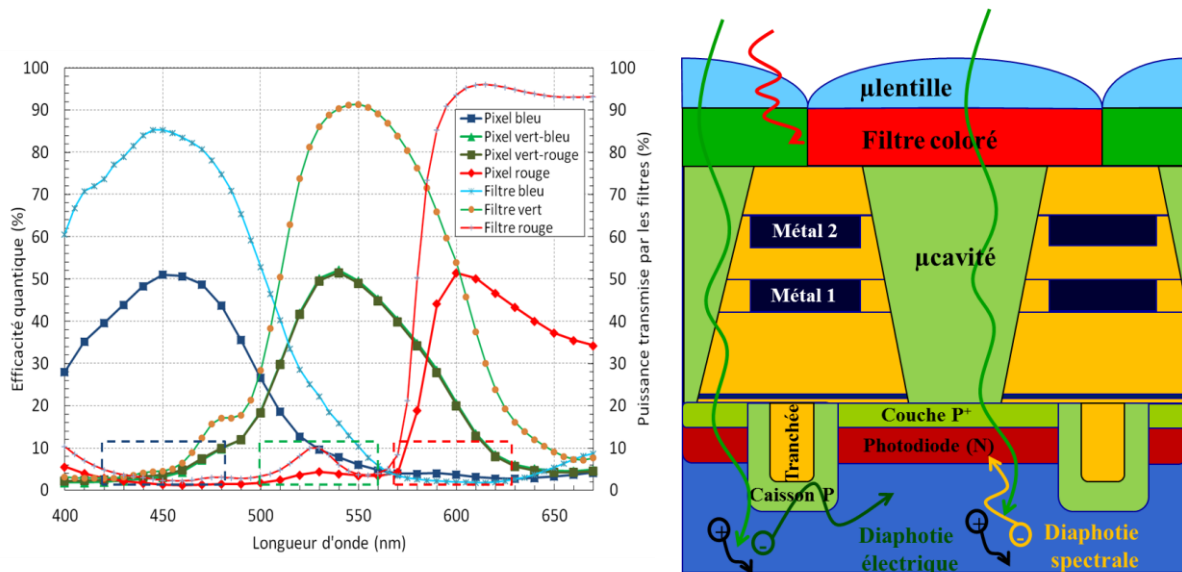 Efficacité quantique (%)
100
90
80
70
60
50
40
30
20
10
0
400
450
500
550
600
650
Longueur d'onde (nm)
Pixel bleu
Pixel vert-bleu
Pixel vert-rouge
Pixel rouge
Filtre bleu
Filtre vert
Filtre rouge
100
90
80
70
60
50
40
30
20
10
0
Puissance transmise par les filtres (%)
µlentille
Filtre coloré
Métal 2
µcavité
Métal 1
Couche P+
Tranchée
Photodiode (N)
Caisson P
+
-
Diaphotie
électrique
+
-
Diaphotie
spectrale